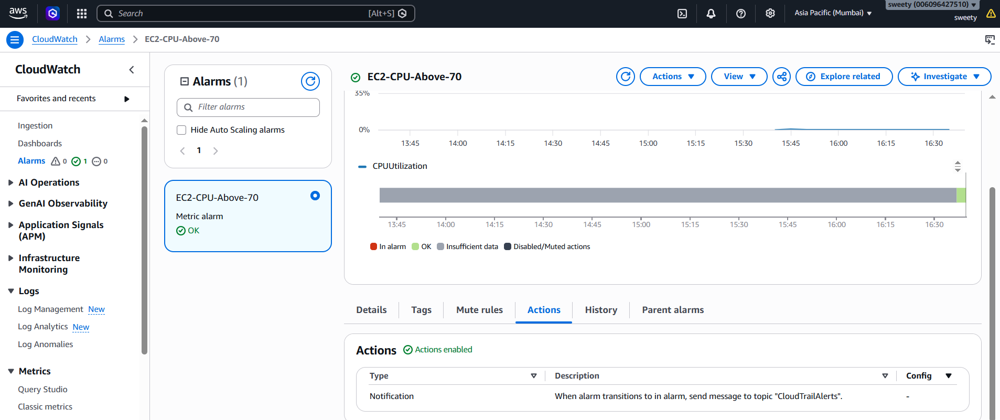 aws
Search [Alt+S]
Asia Pacific (Mumbai)
sweety (006096427510)
sweety
CloudWatch
Alarms
EC2-CPU-Above-70
CloudWatch
Favorites and recents
Ingestion
Dashboards
Alarms 0 1 0
AI Operations
GenAI Observability
Application Signals
(APM)
Infrastructure
Monitoring
Logs
Log Management New
Log Analytics New
Log Anomalies
Metrics
Query Studio
Classic metrics
Alarms (1)
Filter alarms
Hide Auto Scaling alarms
1
EC2-CPU-Above-70
Metric alarm
OK
EC2-CPU-Above-70
Actions
View
Explore related
Investigate
35%
0%
13:45 14:00 14:15 14:30 14:45 15:00 15:15 15:30 15:45 16:00 16:15 16:30
CPUUtilization
13:45 14:00 14:15 14:30 14:45 15:00 15:15 15:30 15:45 16:00 16:15 16:30
In alarm OK Insufficient data Disabled/Muted actions
Details Tags Mute rules Actions History Parent alarms
Actions Actions enabled
Type Description Config
Notification When alarm transitions to in alarm, send message to topic "CloudTrailAlerts". -